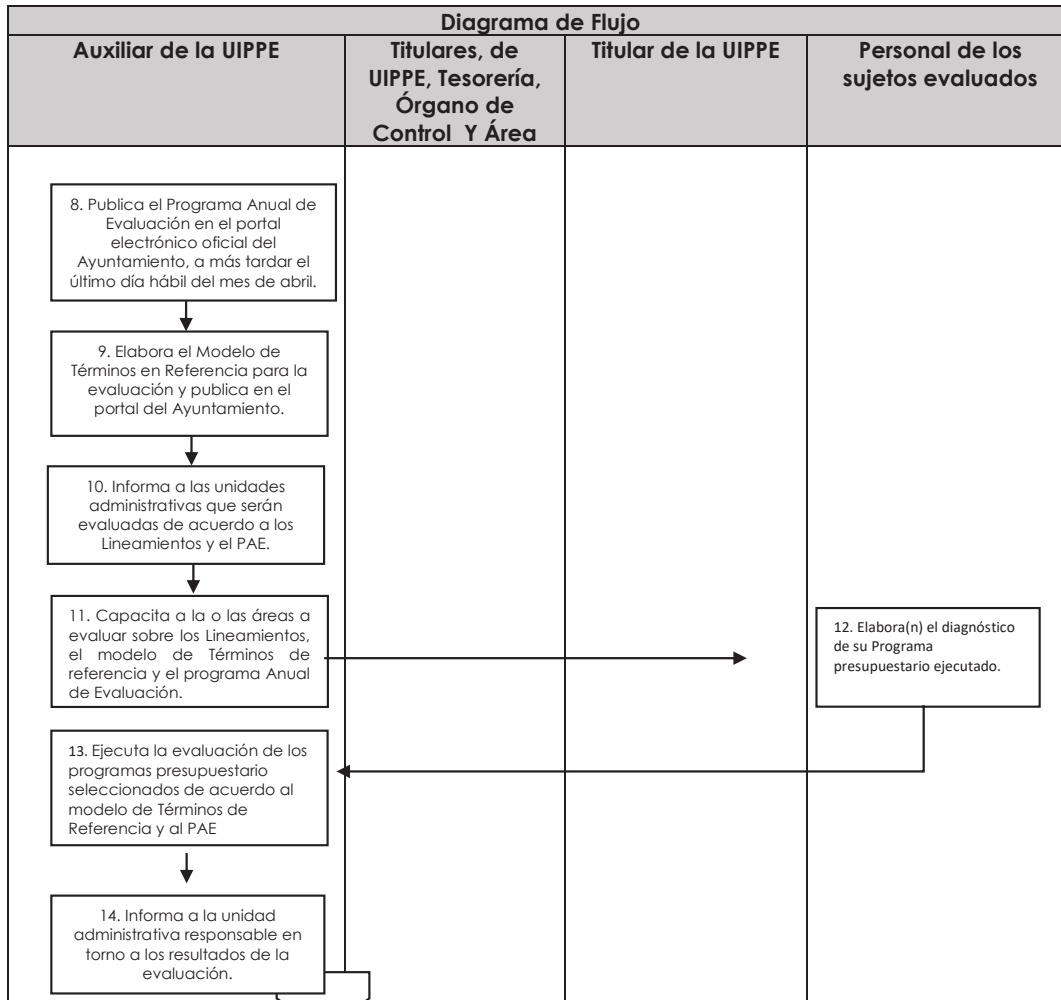 Diagrama de Flujo
Auxiliar de la UIPPE
Titulares, de
UIPPE, Tesorería,
Órgano de
Control Y Área
Titular de la UIPPE
Personal de los
sujetos evaluados
8. Publica el Programa Anual de
Evaluación en el portal
electrónico oficial del
Ayuntamiento, a más tardar el
último día hábil del mes de abril.
9. Elabora el Modelo de
Términos en Referencia para la
evaluación y publica en el
portal del Ayuntamiento.
10. Informa a las unidades
administrativas que serán
evaluadas de acuerdo a los
Lineamientos y el PAE.
11. Capacita a la o las áreas a
evaluar sobre los Lineamientos,
el modelo de Términos de
referencia y el programa Anual
de Evaluación.
12. Elabora(n) el diagnóstico
de su Programa
presupuestario ejecutado.
13. Ejecuta la evaluación de los
programas presupuestario
seleccionados de acuerdo al
modelo de Términos de
Referencia y al PAE
14. Informa a la unidad
administrativa responsable en
torno a los resultados de la
evaluación.